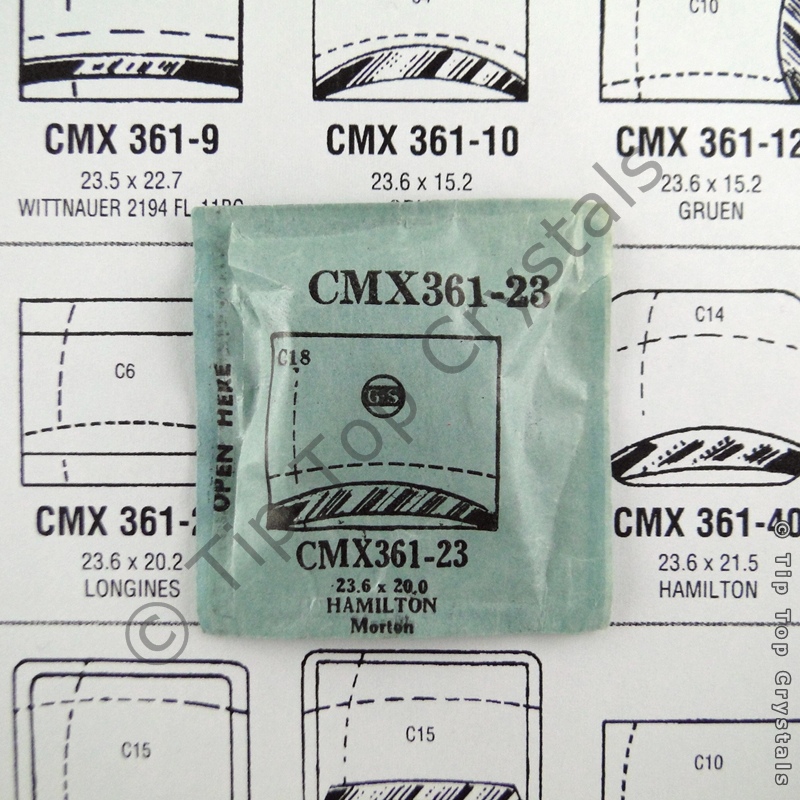 C10
CMX 361-9
23.5 x 22.7
WITTNAUER 2194 FL
CMX 361-10
23.6 x 15.2
CMX 361-12
23.6 x 15.2
GRUEN
C6
CMX 361-
23.6 x 20.2
LONGINES
OPEN HERE
CMX361-23
C18
G-S
CMX361-23
23.6 x 20.0
HAMILTON
Morton
C14
CMX 361-40
23.6 x 21.5
HAMILTON
C15
C15
C10
© Tip Top Crystals
© Tip Top Crystals